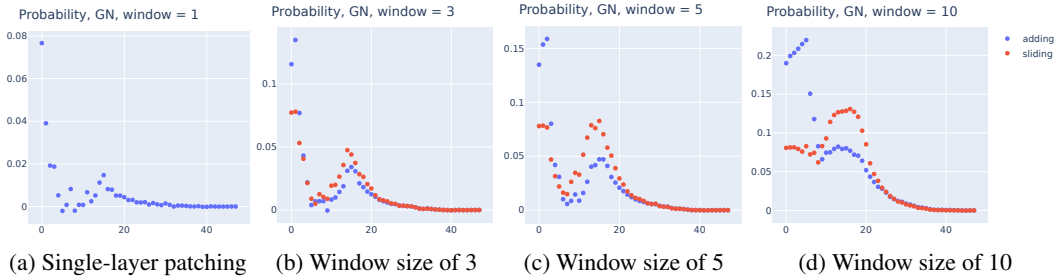 Probability, GN, window = 1
0.08
0.06
0.04
0.02
0
0
20
40
(a) Single-layer patching
Probability, GN, window = 3
0.1
0.05
0
0
20
40
(b) Window size of 3
Probability, GN, window = 5
0.15
0.1
0.05
0
0
20
40
(c) Window size of 5
Probability, GN, window = 10
0.2
0.15
0.1
0.05
0
0
20
40
adding
sliding
(d) Window size of 10